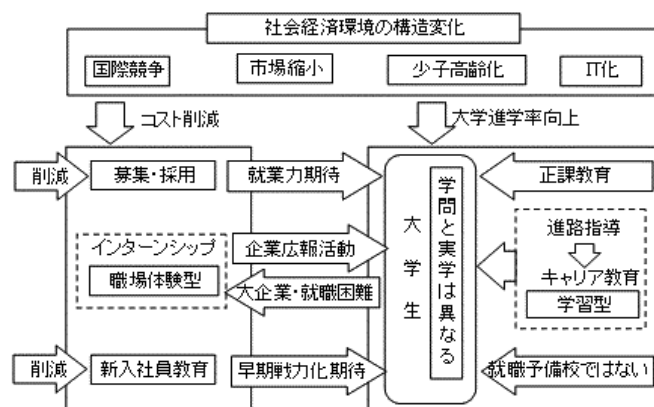 社会経済環境の構造変化
国際競争
市場縮小
少子高齢化
IT化
コスト削減
大学進学率向上
削減
募集・採用
就業力期待
正課教育
大学生
学問と実学は異なる
インターンシップ
職場体験型
企業広報活動
大企業・就職困難
進路指導
キャリア教育
学習型
削減
新入社員教育
早期戦力化期待
就職予備校ではない